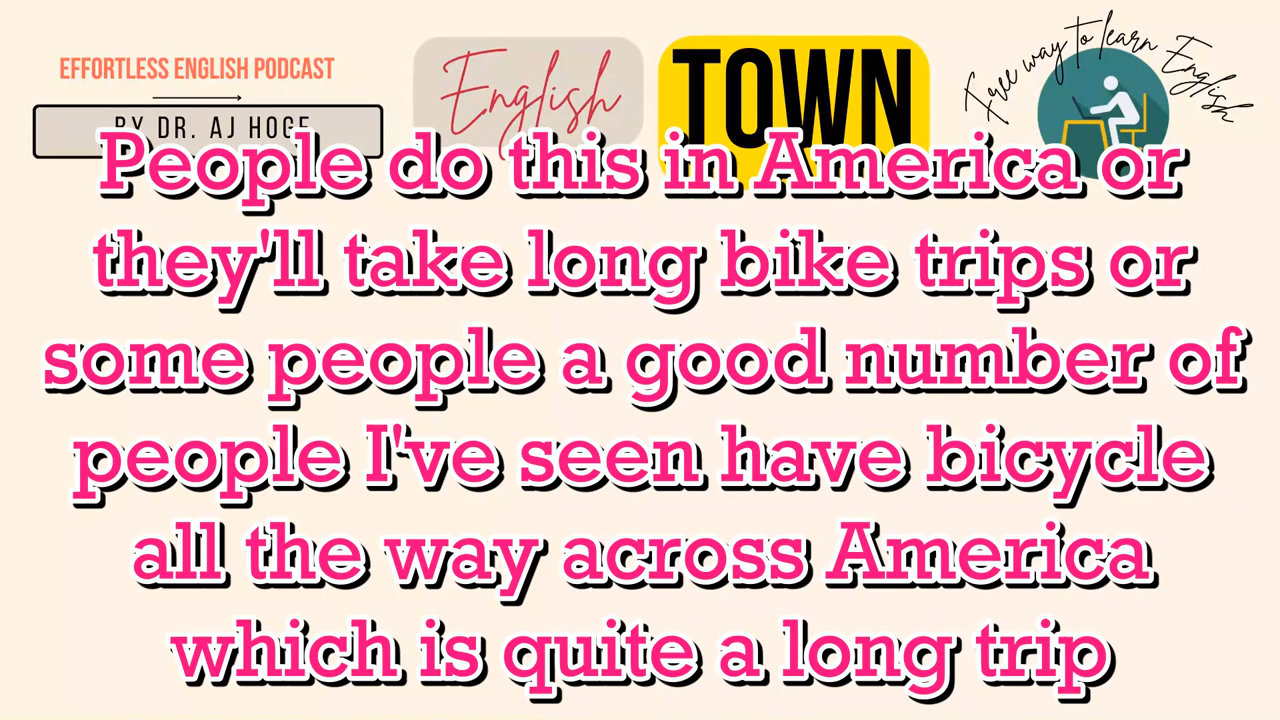 EFFORTLESS ENGLISH PODCAST
BY DR. AJ HOGE
English
TOWN
Free way to learn English
People do this in America or
they'll take long bike trips or
some people a good number of
people I've seen have bicycle
all the way across America
which is quite a long trip